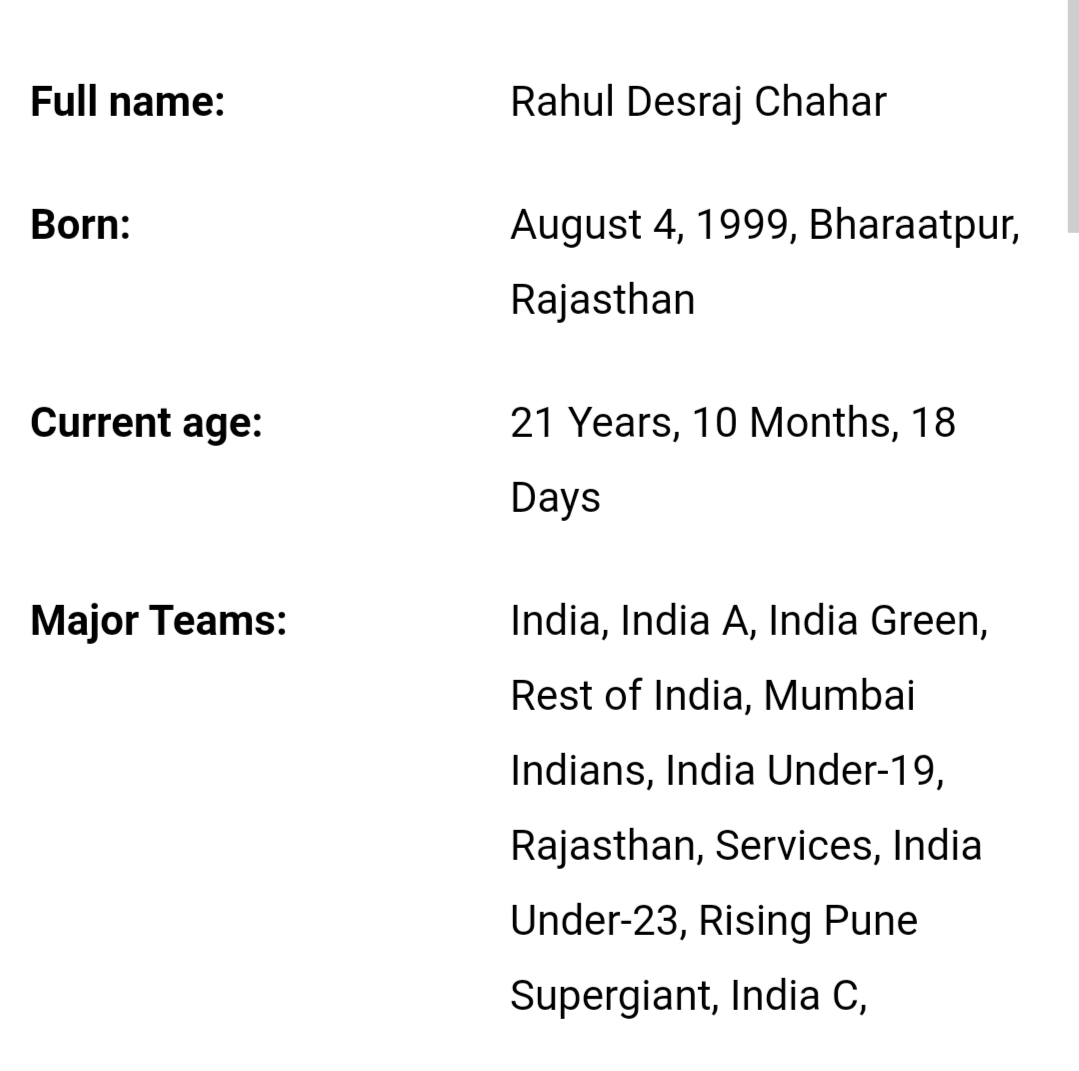 Full name: Rahul Desraj Chahar
Born: August 4, 1999, Bharaatpur,
Rajasthan
Current age: 21 Years, 10 Months, 18
Days
Major Teams: India, India A, India Green,
Rest of India, Mumbai
Indians, India Under-19,
Rajasthan, Services, India
Under-23, Rising Pune
Supergiant, India C,